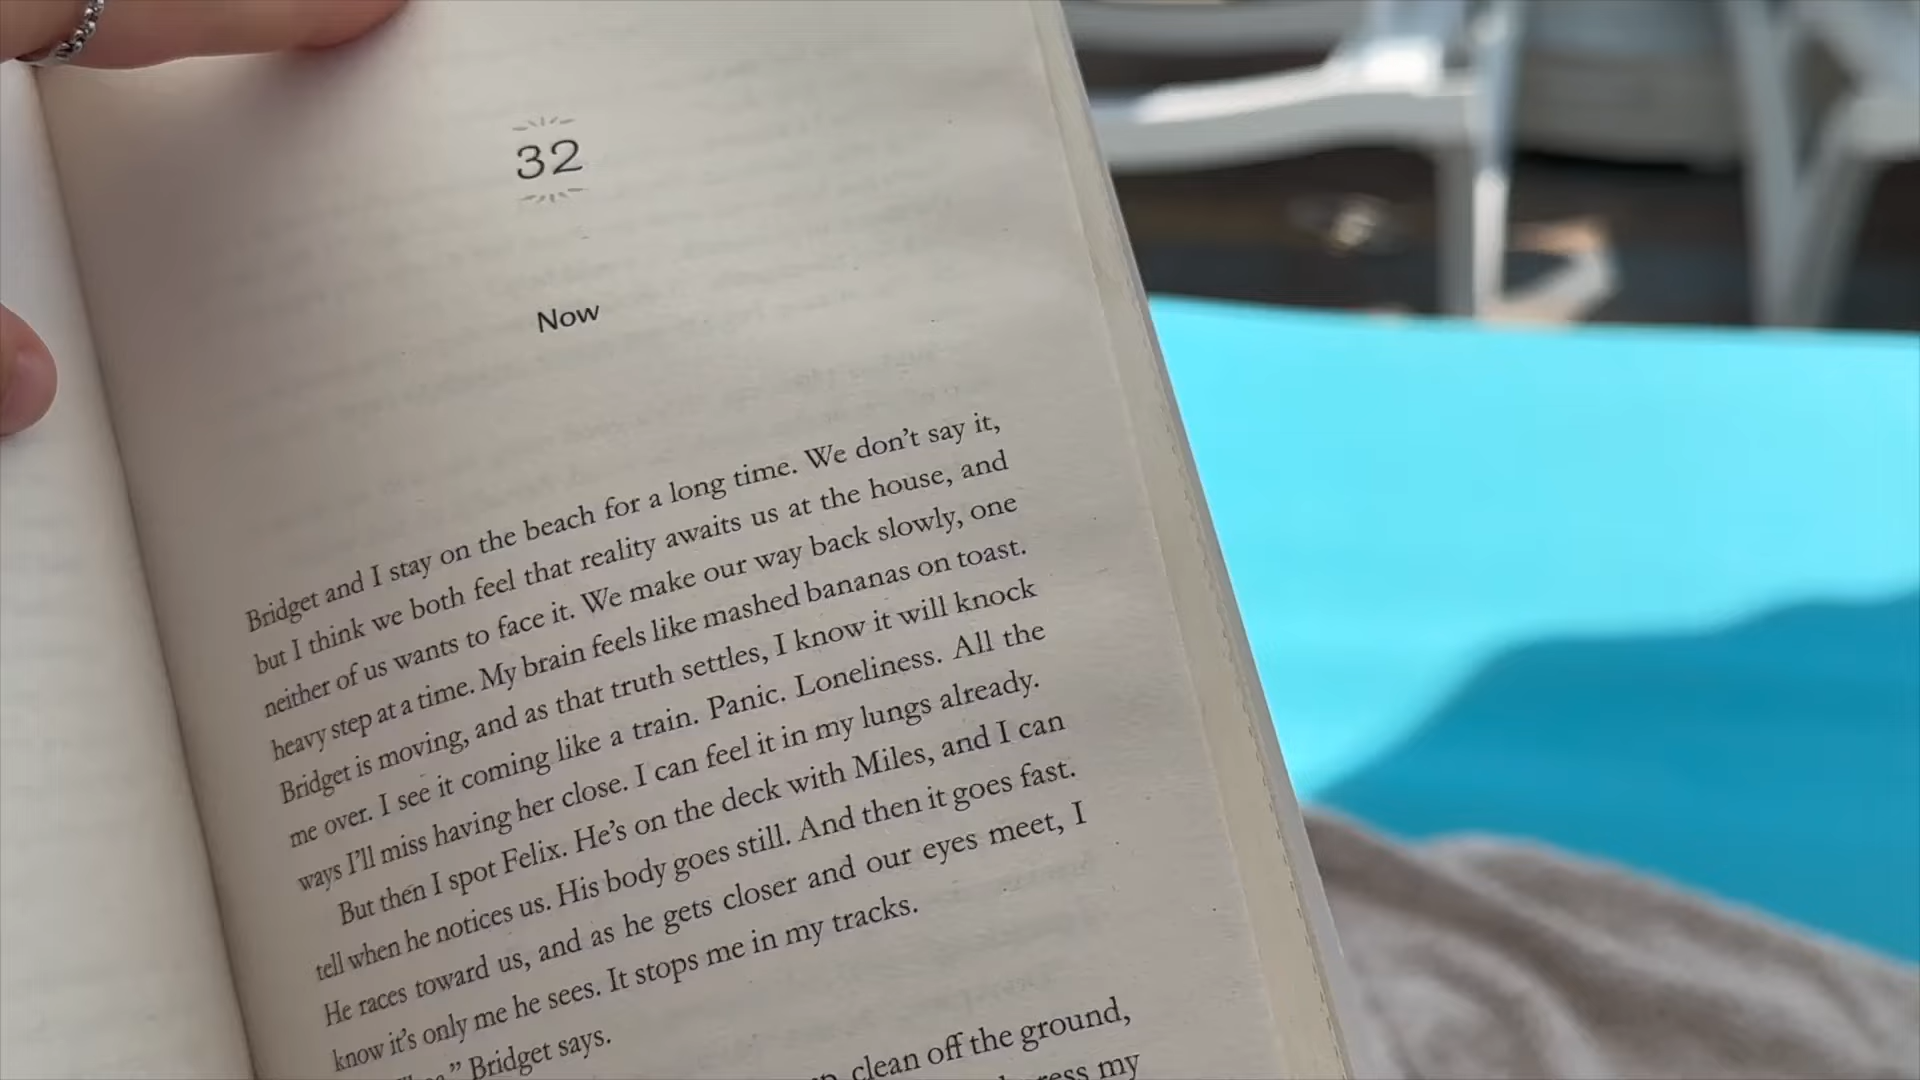 32
Now
Bridget and I stay on the beach for a long time. We don’t say it,
but I think we both feel that reality awaits us at the house, and
neither of us wants to face it. We make our way back slowly, one
heavy step at a time. My brain feels like mashed bananas on toast.
Bridget is moving, and as that truth settles, I know it will knock
me over. I see it coming like a train. Panic. Loneliness. All the
ways I’ll miss having her close. I can feel it in my lungs already.
But then I spot Felix. He’s on the deck with Miles, and I can
tell when he notices us. His body goes still. And then it goes fast.
He races toward us, and as he gets closer and our eyes meet, I
know it’s only me he sees. It stops me in my tracks.
” Bridget says.
clean off the ground,
my